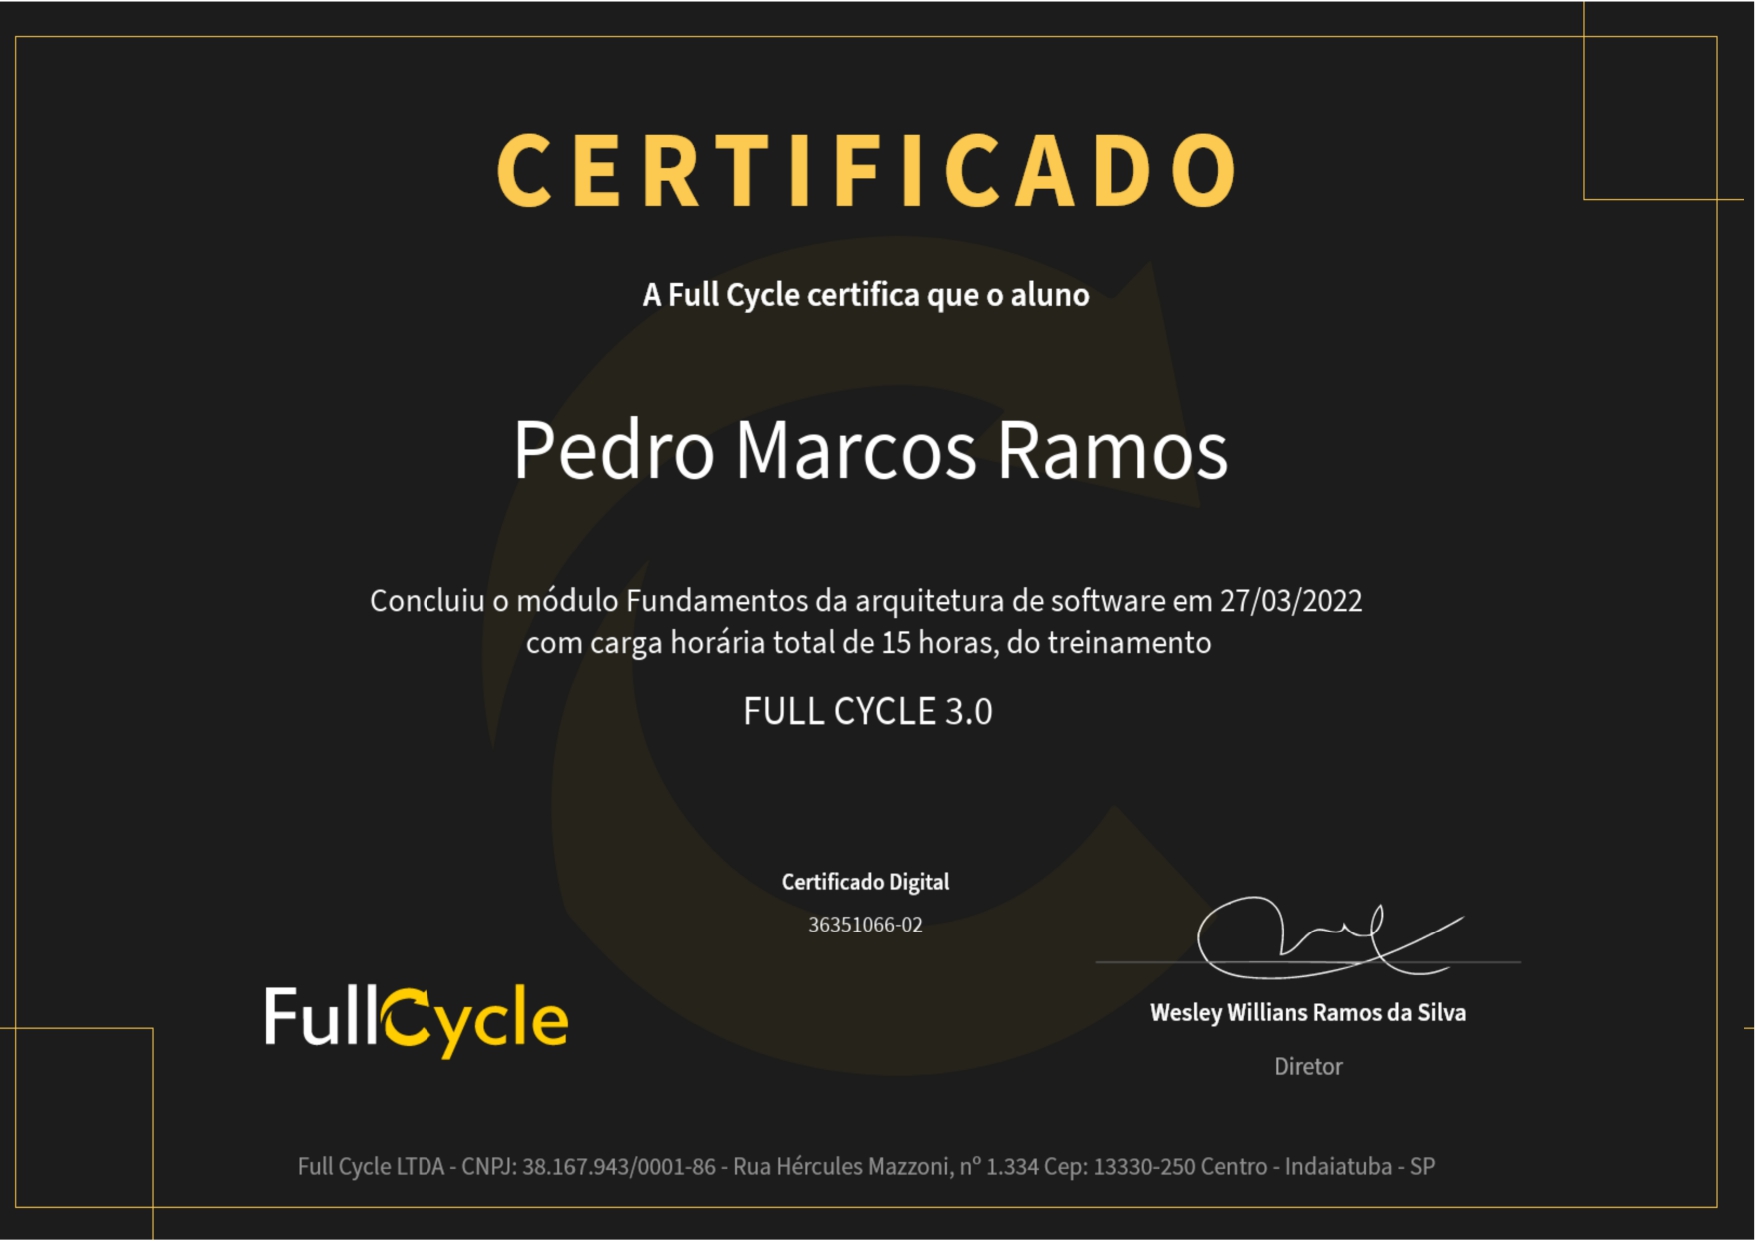 CERTIFICADO
A Full Cycle certifica que o aluno
Pedro Marcos Ramos
Concluiu o módulo Fundamentos da arquitetura de software em 27/03/2022
com carga horária total de 15 horas, do treinamento
FULL CYCLE 3.0
Certificado Digital
36351066-02
FullCycle
Wesley Willians Ramos da Silva
Diretor
Full Cycle LTDA - CNPJ: 38.167.943/0001-86 - Rua Hércules Mazzoni, nº 1.334 Cep: 13330-250 Centro - Indaiatuba - SP